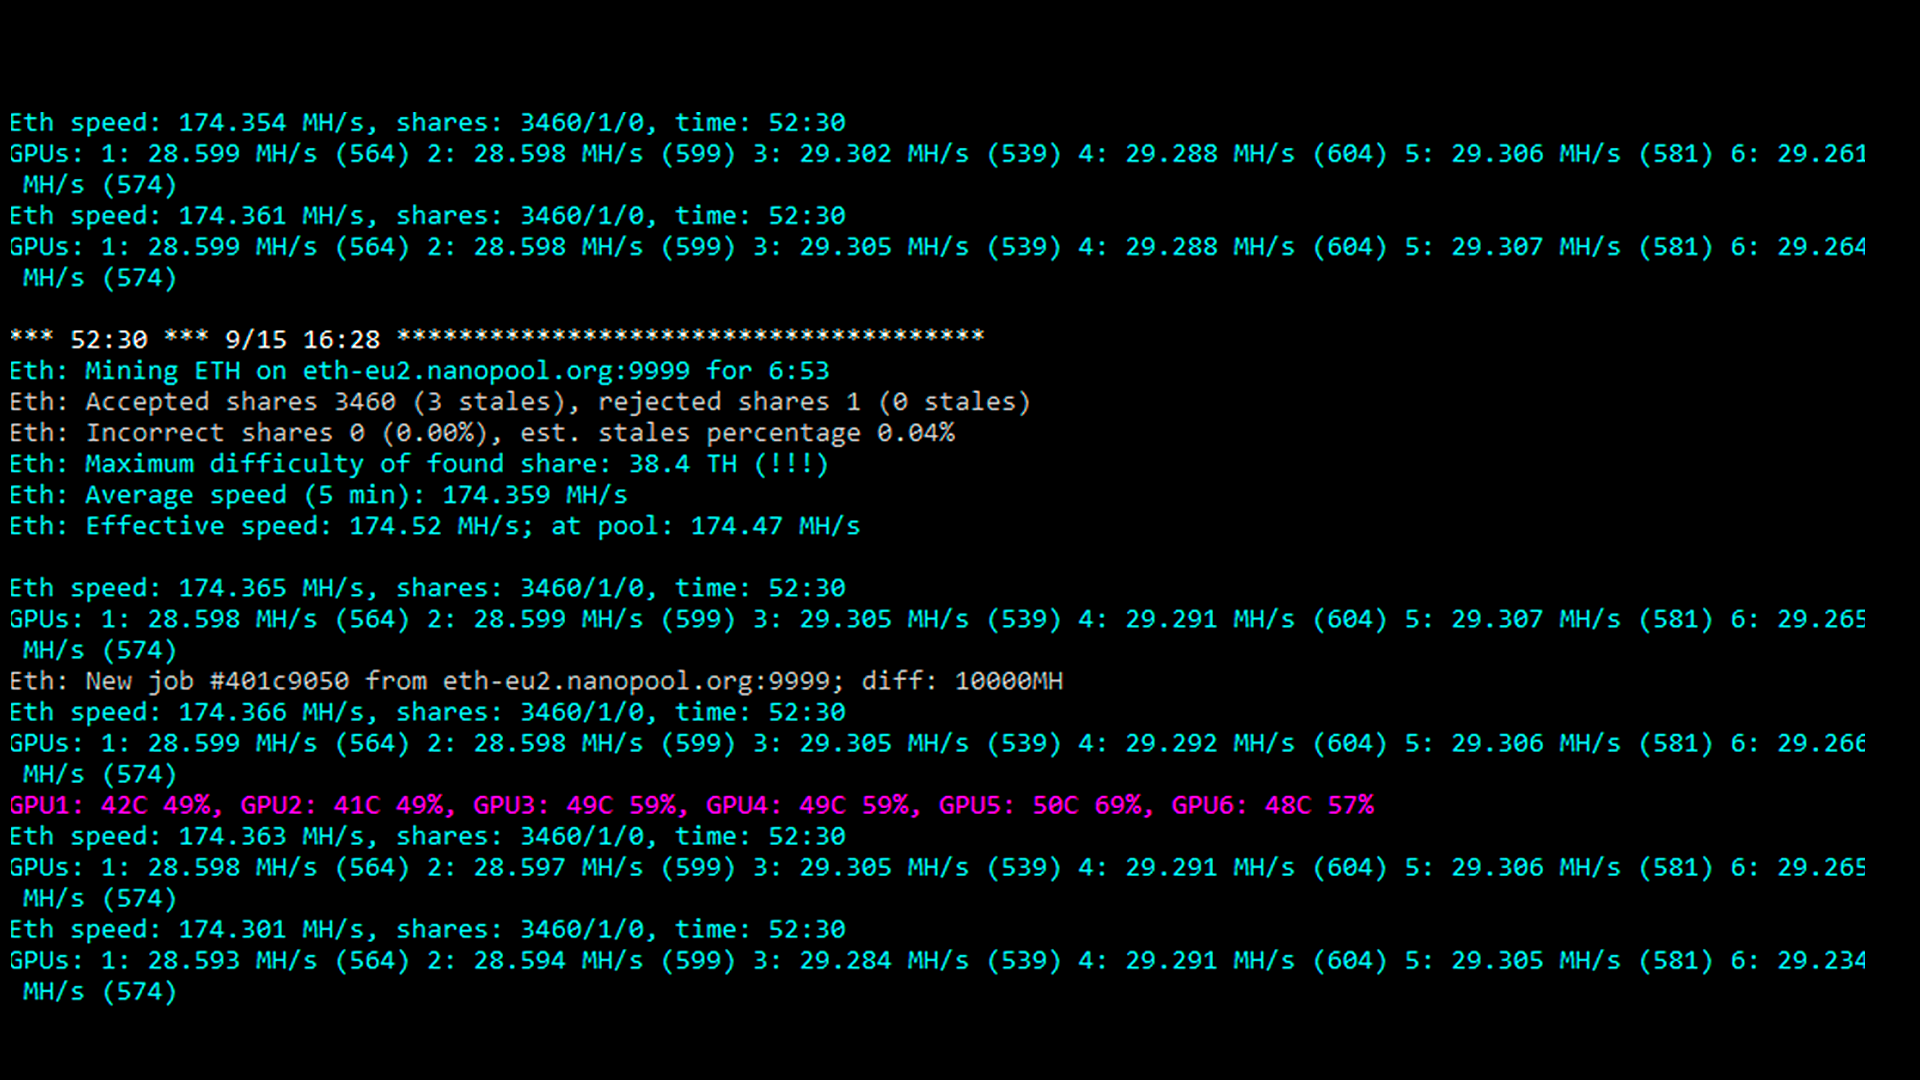 Eth speed: 174.354 MH/s, shares: 3460/1/0, time: 52:30
GPUs: 1: 28.599 MH/s (564) 2: 28.598 MH/s (599) 3: 29.302 MH/s (539) 4: 29.288 MH/s (604) 5: 29.306 MH/s (581) 6: 29.261
MH/s (574)
Eth speed: 174.361 MH/s, shares: 3460/1/0, time: 52:30
GPUs: 1: 28.599 MH/s (564) 2: 28.598 MH/s (599) 3: 29.305 MH/s (539) 4: 29.288 MH/s (604) 5: 29.307 MH/s (581) 6: 29.264
MH/s (574)
*** 52:30 *** 9/15 16:28 **************************************
Eth: Mining ETH on eth-eu2.nanopool.org:9999 for 6:53
Eth: Accepted shares 3460 (3 stales), rejected shares 1 (0 stales)
Eth: Incorrect shares 0 (0.00%), est. stales percentage 0.04%
Eth: Maximum difficulty of found share: 38.4 TH (!!!)
Eth: Average speed (5 min): 174.359 MH/s
Eth: Effective speed: 174.52 MH/s; at pool: 174.47 MH/s
Eth speed: 174.365 MH/s, shares: 3460/1/0, time: 52:30
GPUs: 1: 28.598 MH/s (564) 2: 28.599 MH/s (599) 3: 29.305 MH/s (539) 4: 29.291 MH/s (604) 5: 29.307 MH/s (581) 6: 29.265
MH/s (574)
Eth: New job #401c9050 from eth-eu2.nanopool.org:9999; diff: 10000MH
Eth speed: 174.366 MH/s, shares: 3460/1/0, time: 52:30
GPUs: 1: 28.599 MH/s (564) 2: 28.598 MH/s (599) 3: 29.305 MH/s (539) 4: 29.292 MH/s (604) 5: 29.306 MH/s (581) 6: 29.266
MH/s (574)
GPU1: 42C 49%, GPU2: 41C 49%, GPU3: 49C 59%, GPU4: 49C 59%, GPU5: 50C 69%, GPU6: 48C 57%
Eth speed: 174.363 MH/s, shares: 3460/1/0, time: 52:30
GPUs: 1: 28.598 MH/s (564) 2: 28.597 MH/s (599) 3: 29.305 MH/s (539) 4: 29.291 MH/s (604) 5: 29.306 MH/s (581) 6: 29.265
MH/s (574)
Eth speed: 174.301 MH/s, shares: 3460/1/0, time: 52:30
GPUs: 1: 28.593 MH/s (564) 2: 28.594 MH/s (599) 3: 29.284 MH/s (539) 4: 29.291 MH/s (604) 5: 29.305 MH/s (581) 6: 29.234
MH/s (574)